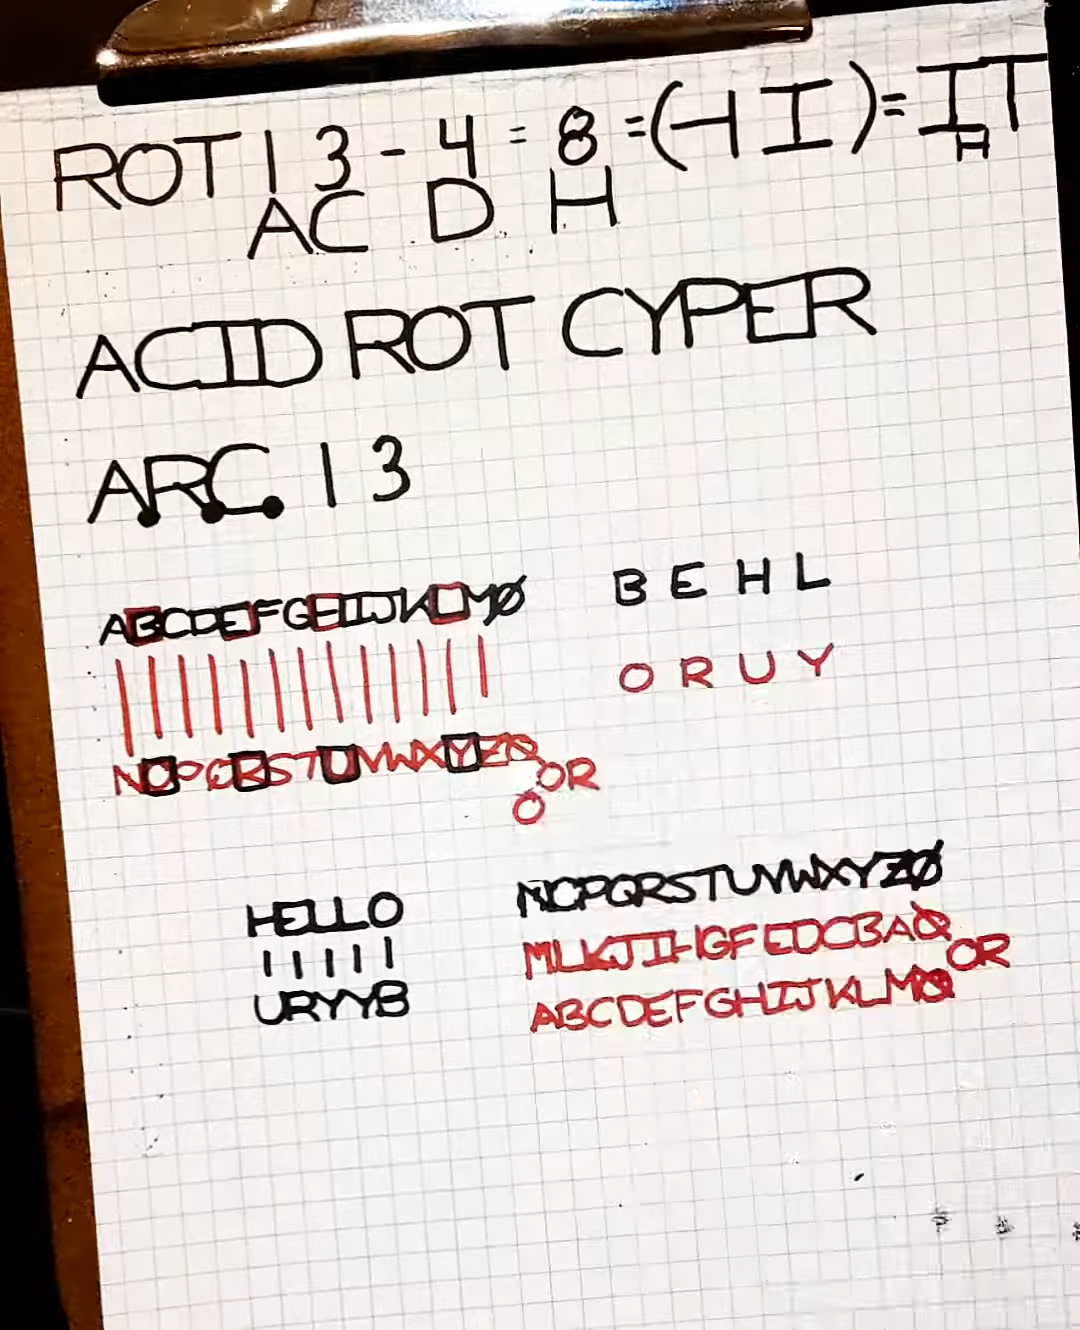 ROT 13 - 4 = 8 = (H I) = IT
AC D H H
ACID ROT CYPER
A.R.C. 13
ABCDEFGHIJKLMØ
BEHL
ORUY
NOPQRSTUVWXYZØ
OR
O
HELLO
URYYB
NOPQRSTUVWXYZØ
MLKJIHGFEDCBAØ
OR
ABCDEFGHIJKLMØ